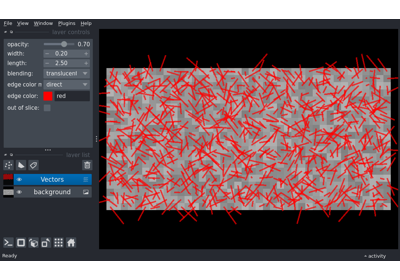 File View Window Plugins Help
layer controls
opacity: 0.70
width: 0.20
length: 2.50
blending: translucent
edge color m direct
edge color: red
out of slice:
layer list
Vectors
background
Ready
activity